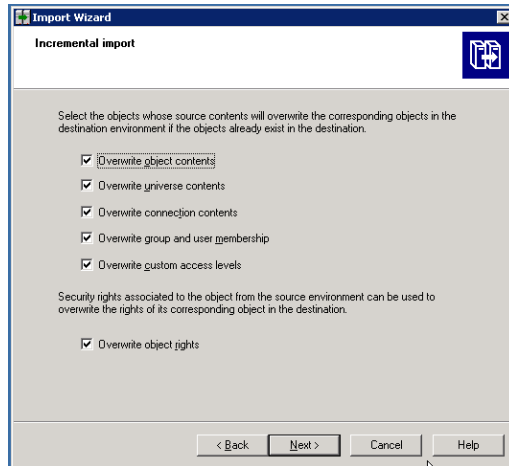 Import Wizard
Incremental import
Select the objects whose source contents will overwrite the corresponding objects in the
destination environment if the objects already exist in the destination.
Overwrite object contents
Overwrite universe contents
Overwrite connection contents
Overwrite group and user membership
Overwrite custom access levels
Security rights associated to the object from the source environment can be used to
overwrite the rights of its corresponding object in the destination.
Overwrite object rights
< Back Next > Cancel Help